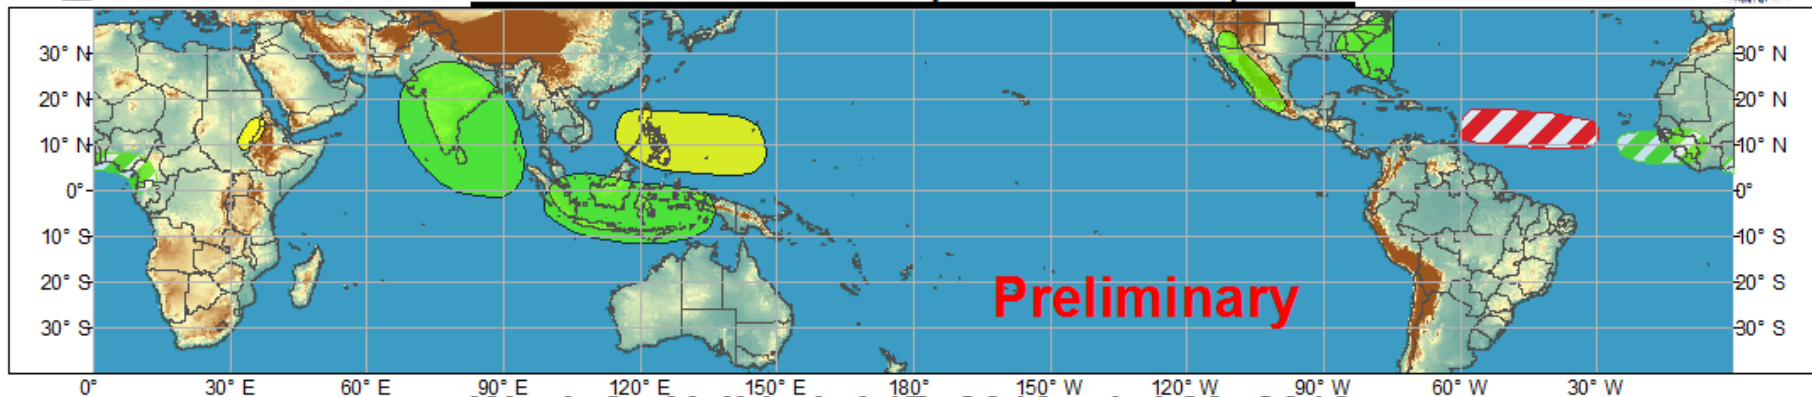 30° N 30° N
20° N 20° N
10° N 10° N
0° 0°
10° S 10° S
20° S Preliminary 20° S
30° S 30° S
0° 30° E 60° E 90° E 120° E 150° E 180° 150° W 120° W 90° W 60° W 30° W